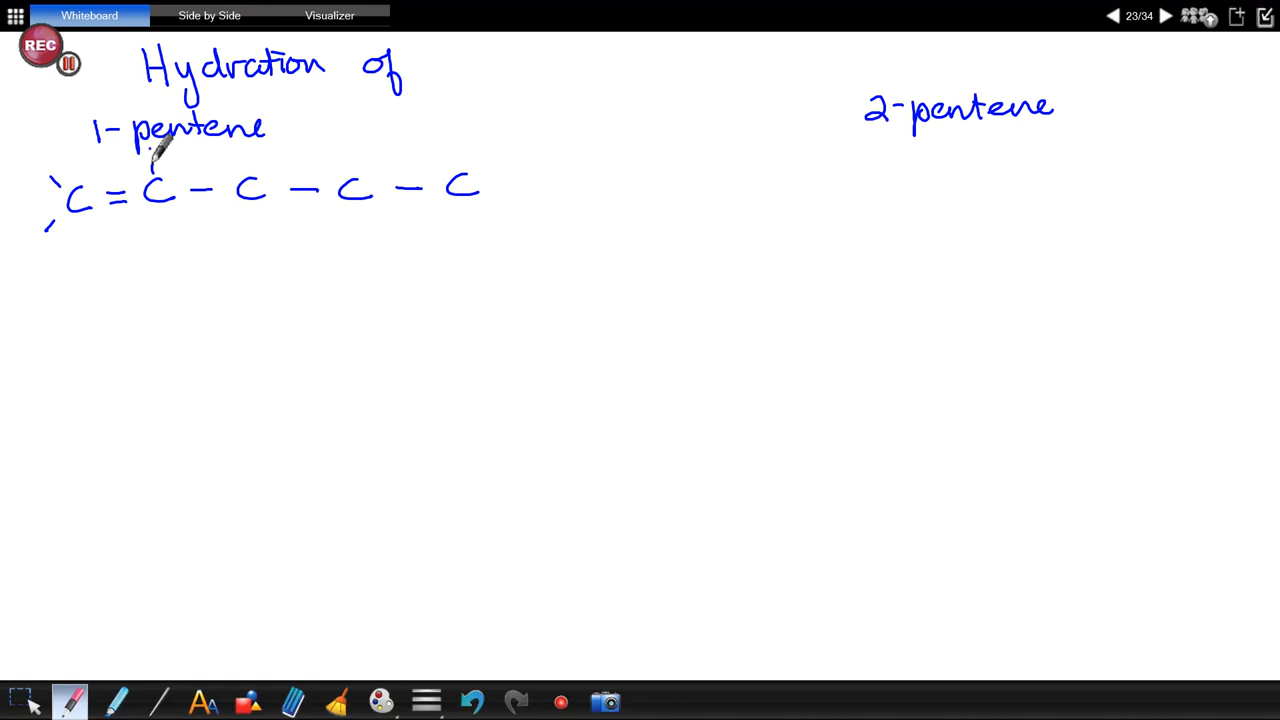 Whiteboard Side by Side Visualizer
23/34
REC
Hydration of
1-pentene
2-pentene
C = C - C - C - C